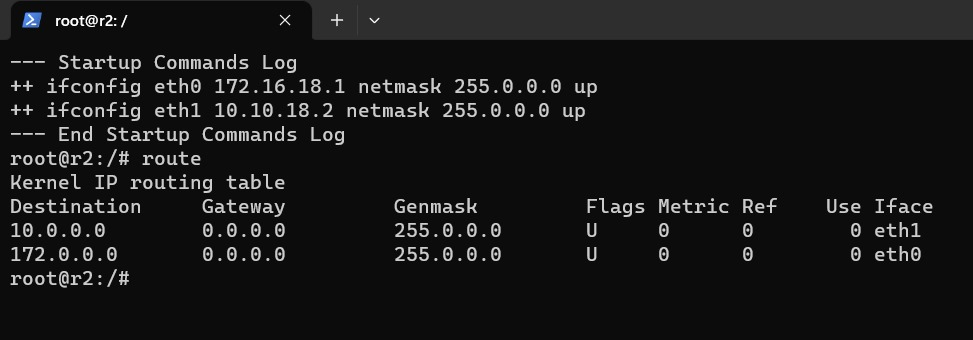 root@r2: /
--- Startup Commands Log
++ ifconfig eth0 172.16.18.1 netmask 255.0.0.0 up
++ ifconfig eth1 10.10.18.2 netmask 255.0.0.0 up
--- End Startup Commands Log
root@r2:/# route
Kernel IP routing table
Destination     Gateway         Genmask         Flags Metric Ref    Use Iface
10.0.0.0        0.0.0.0         255.0.0.0       U     0      0        0 eth1
172.0.0.0       0.0.0.0         255.0.0.0       U     0      0        0 eth0
root@r2:/#